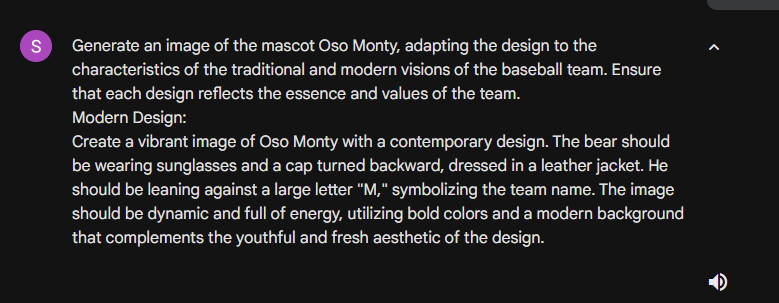 S
Generate an image of the mascot Oso Monty, adapting the design to the
characteristics of the traditional and modern visions of the baseball team. Ensure
that each design reflects the essence and values of the team.
Modern Design:
Create a vibrant image of Oso Monty with a contemporary design. The bear should
be wearing sunglasses and a cap turned backward, dressed in a leather jacket. He
should be leaning against a large letter "M," symbolizing the team name. The image
should be dynamic and full of energy, utilizing bold colors and a modern background
that complements the youthful and fresh aesthetic of the design.